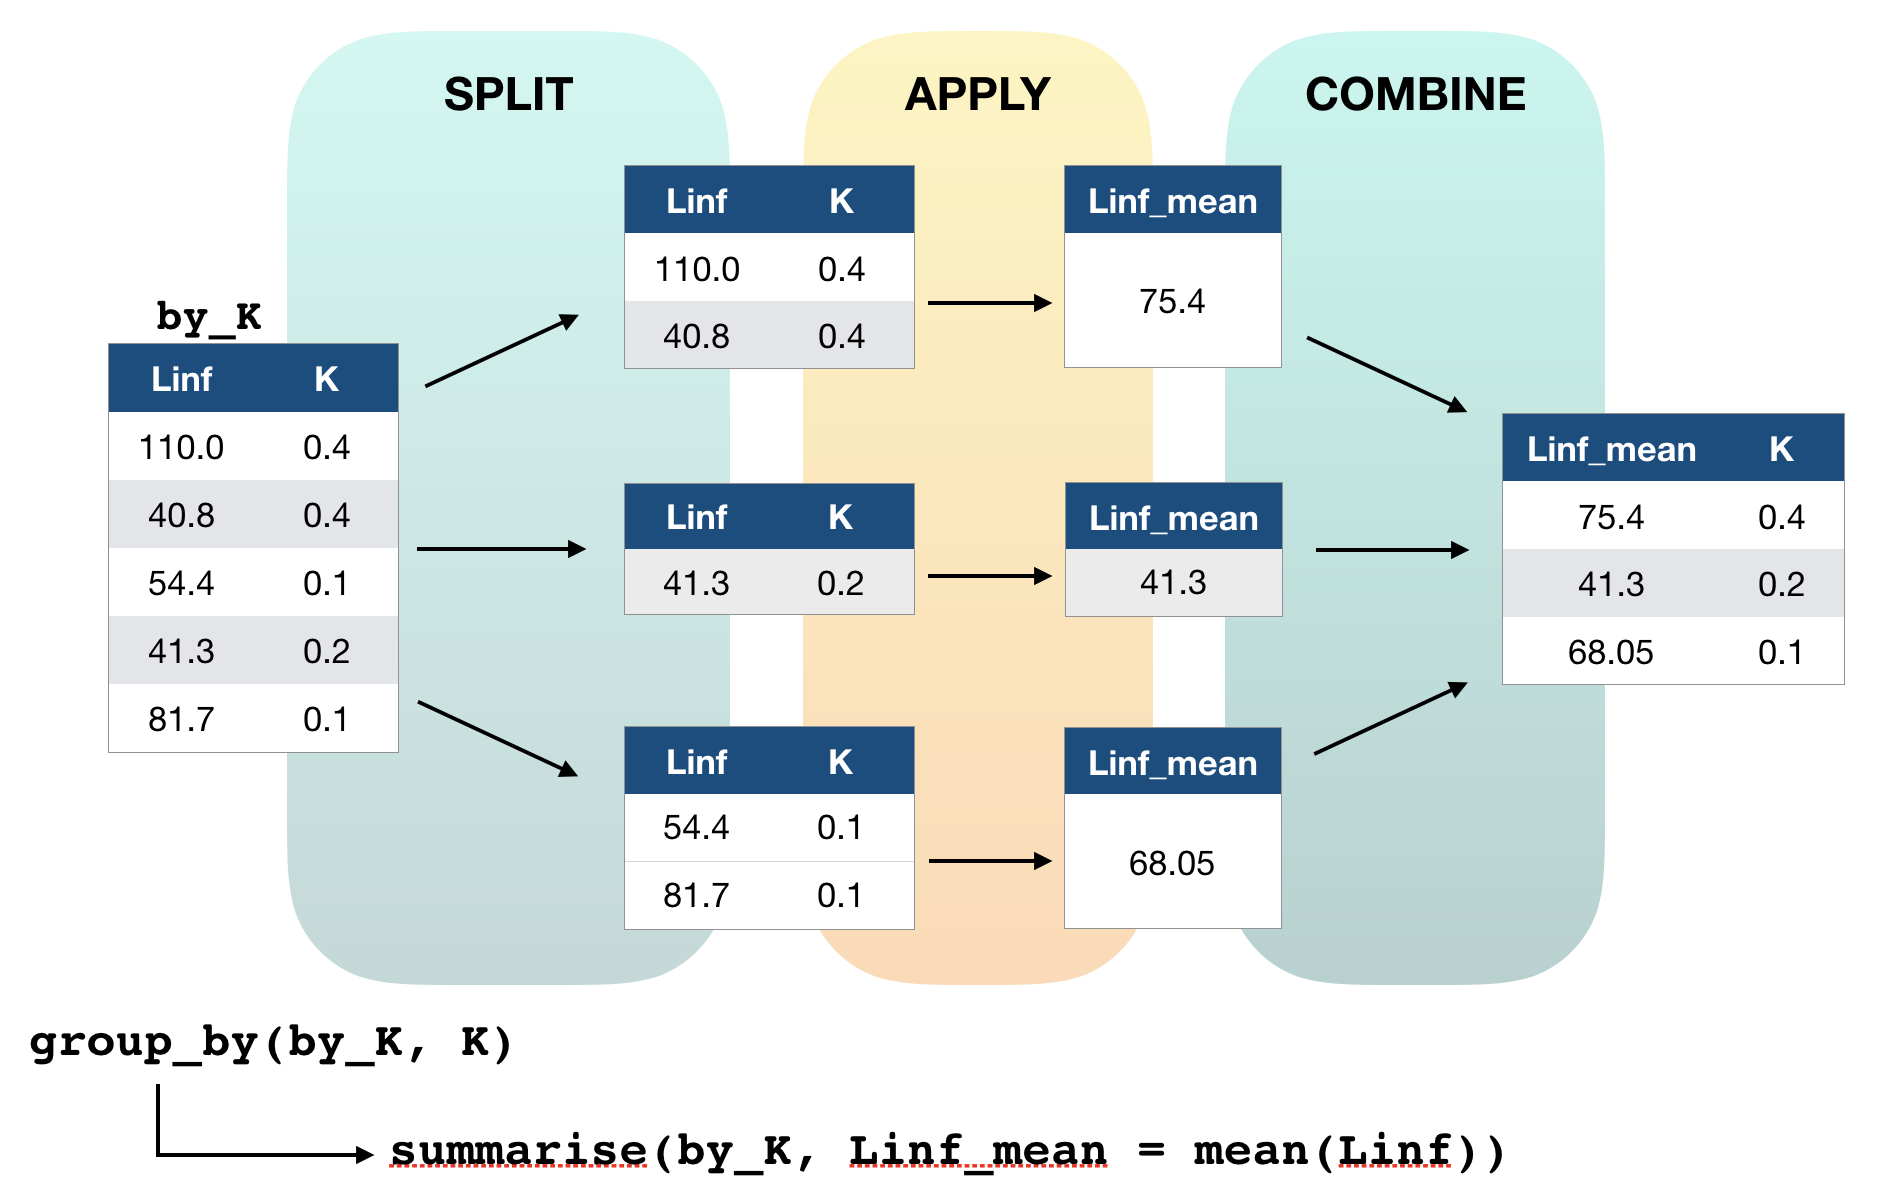 SPLIT
APPLY
COMBINE
by_K
Linf K
110.0 0.4
40.8 0.4
54.4 0.1
41.3 0.2
81.7 0.1
Linf K
110.0 0.4
40.8 0.4
Linf K
41.3 0.2
Linf K
54.4 0.1
81.7 0.1
Linf_mean
75.4
Linf_mean
41.3
Linf_mean
68.05
Linf_mean K
75.4 0.4
41.3 0.2
68.05 0.1
group_by(by_K, K)
summarise(by_K, Linf_mean = mean(Linf))